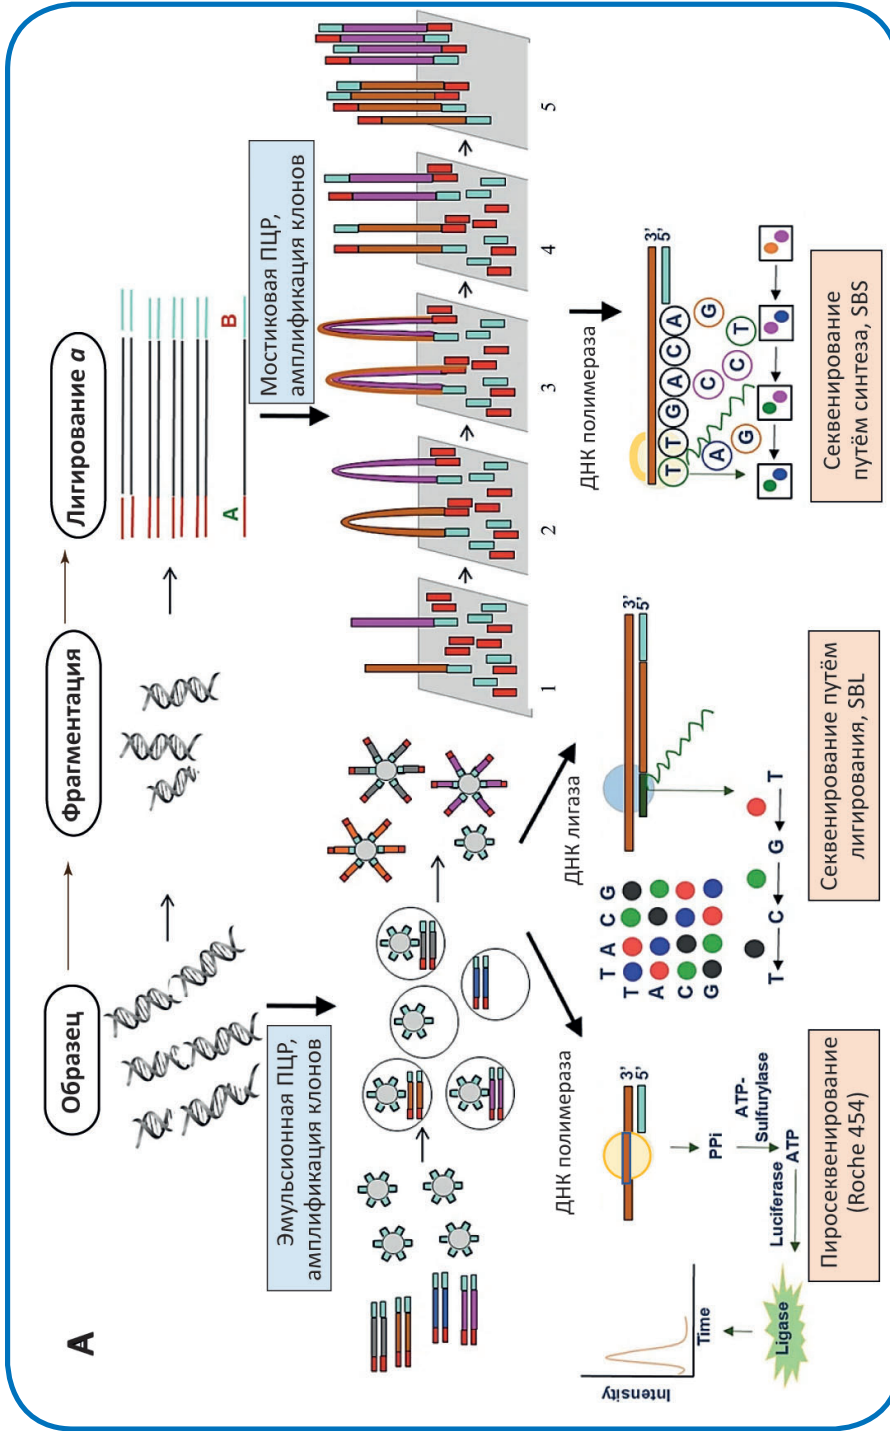 А
Образец
Фрагментация
Лигирование a
A
B
Эмульсионная ПЦР,
амплификация клонов
Мостиковая ПЦР,
амплификация клонов
1
2
3
4
5
ДНК полимераза
3'
5'
PPi
ATP-
Sulfurylase
ATP
Luciferase
Ligase
Time
Intensity
Пиросеквенирование
(Roche 454)
ДНК лигаза
3'
5'
T A C G
T
A
C
G
T
C
G
T
Секвенирование путём
лигирования, SBL
ДНК полимераза
3'
5'
T T G A C A
A
G
C
C
T
G
Секвенирование
путём синтеза, SBS